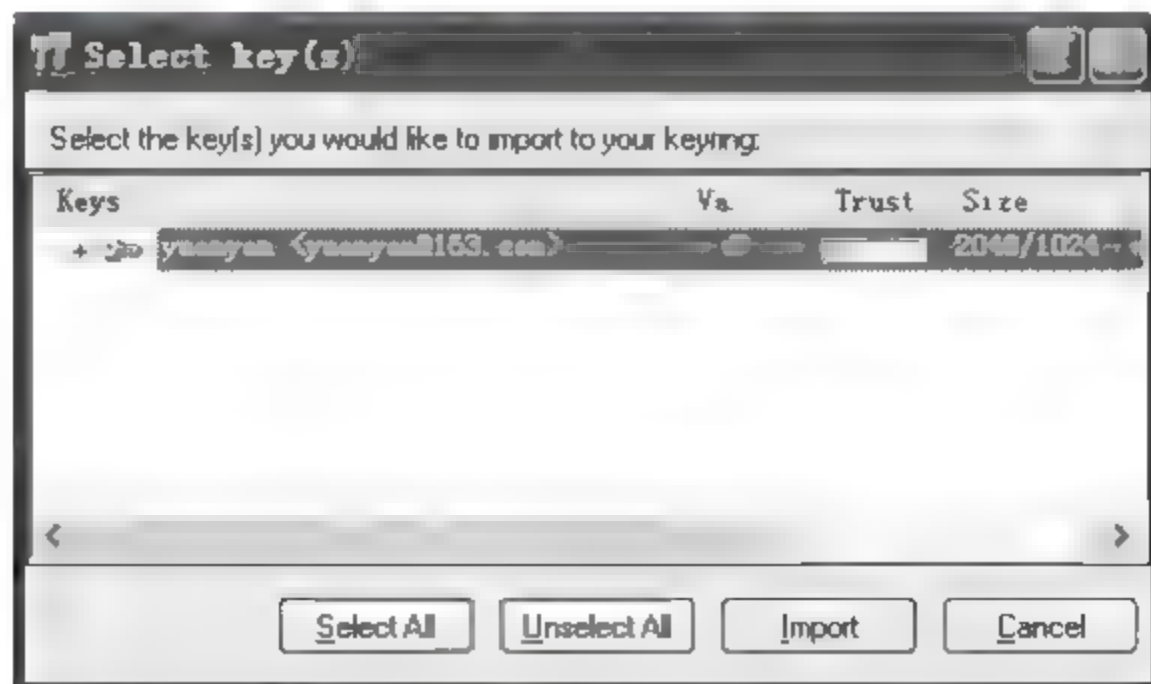 Select key(s)
Select the key(s) you would like to import to your keyring:
Keys Va. Trust Size
2048/1024
Select All Unselect All Import Cancel